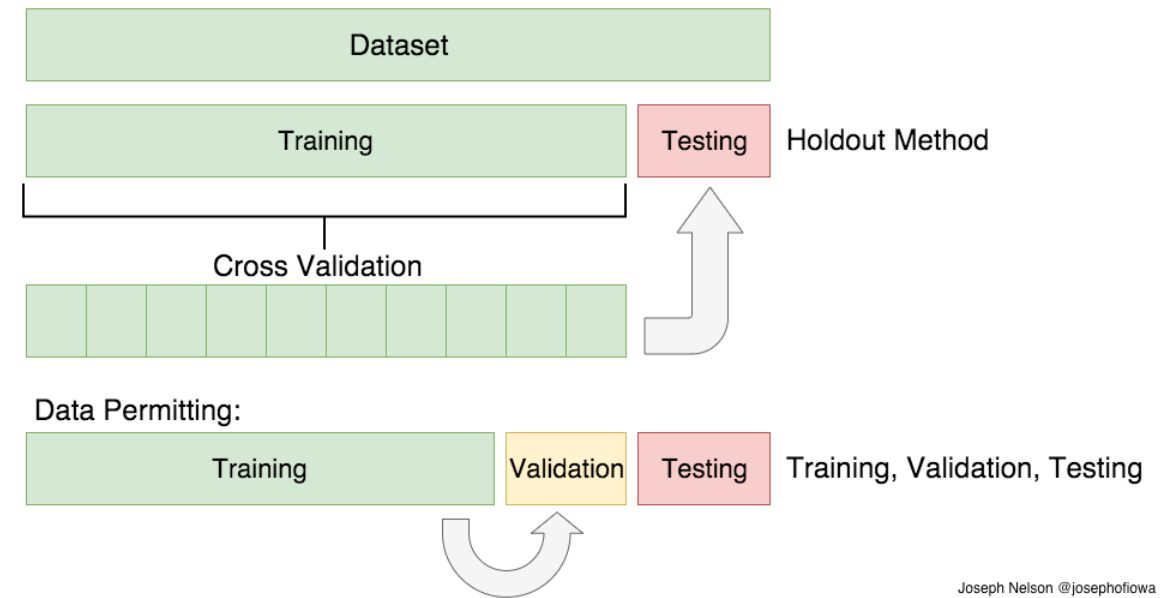 Dataset
Training Testing Holdout Method
Cross Validation
Data Permitting:
Training Validation Testing Training, Validation, Testing
Joseph Nelson @josephofiowa